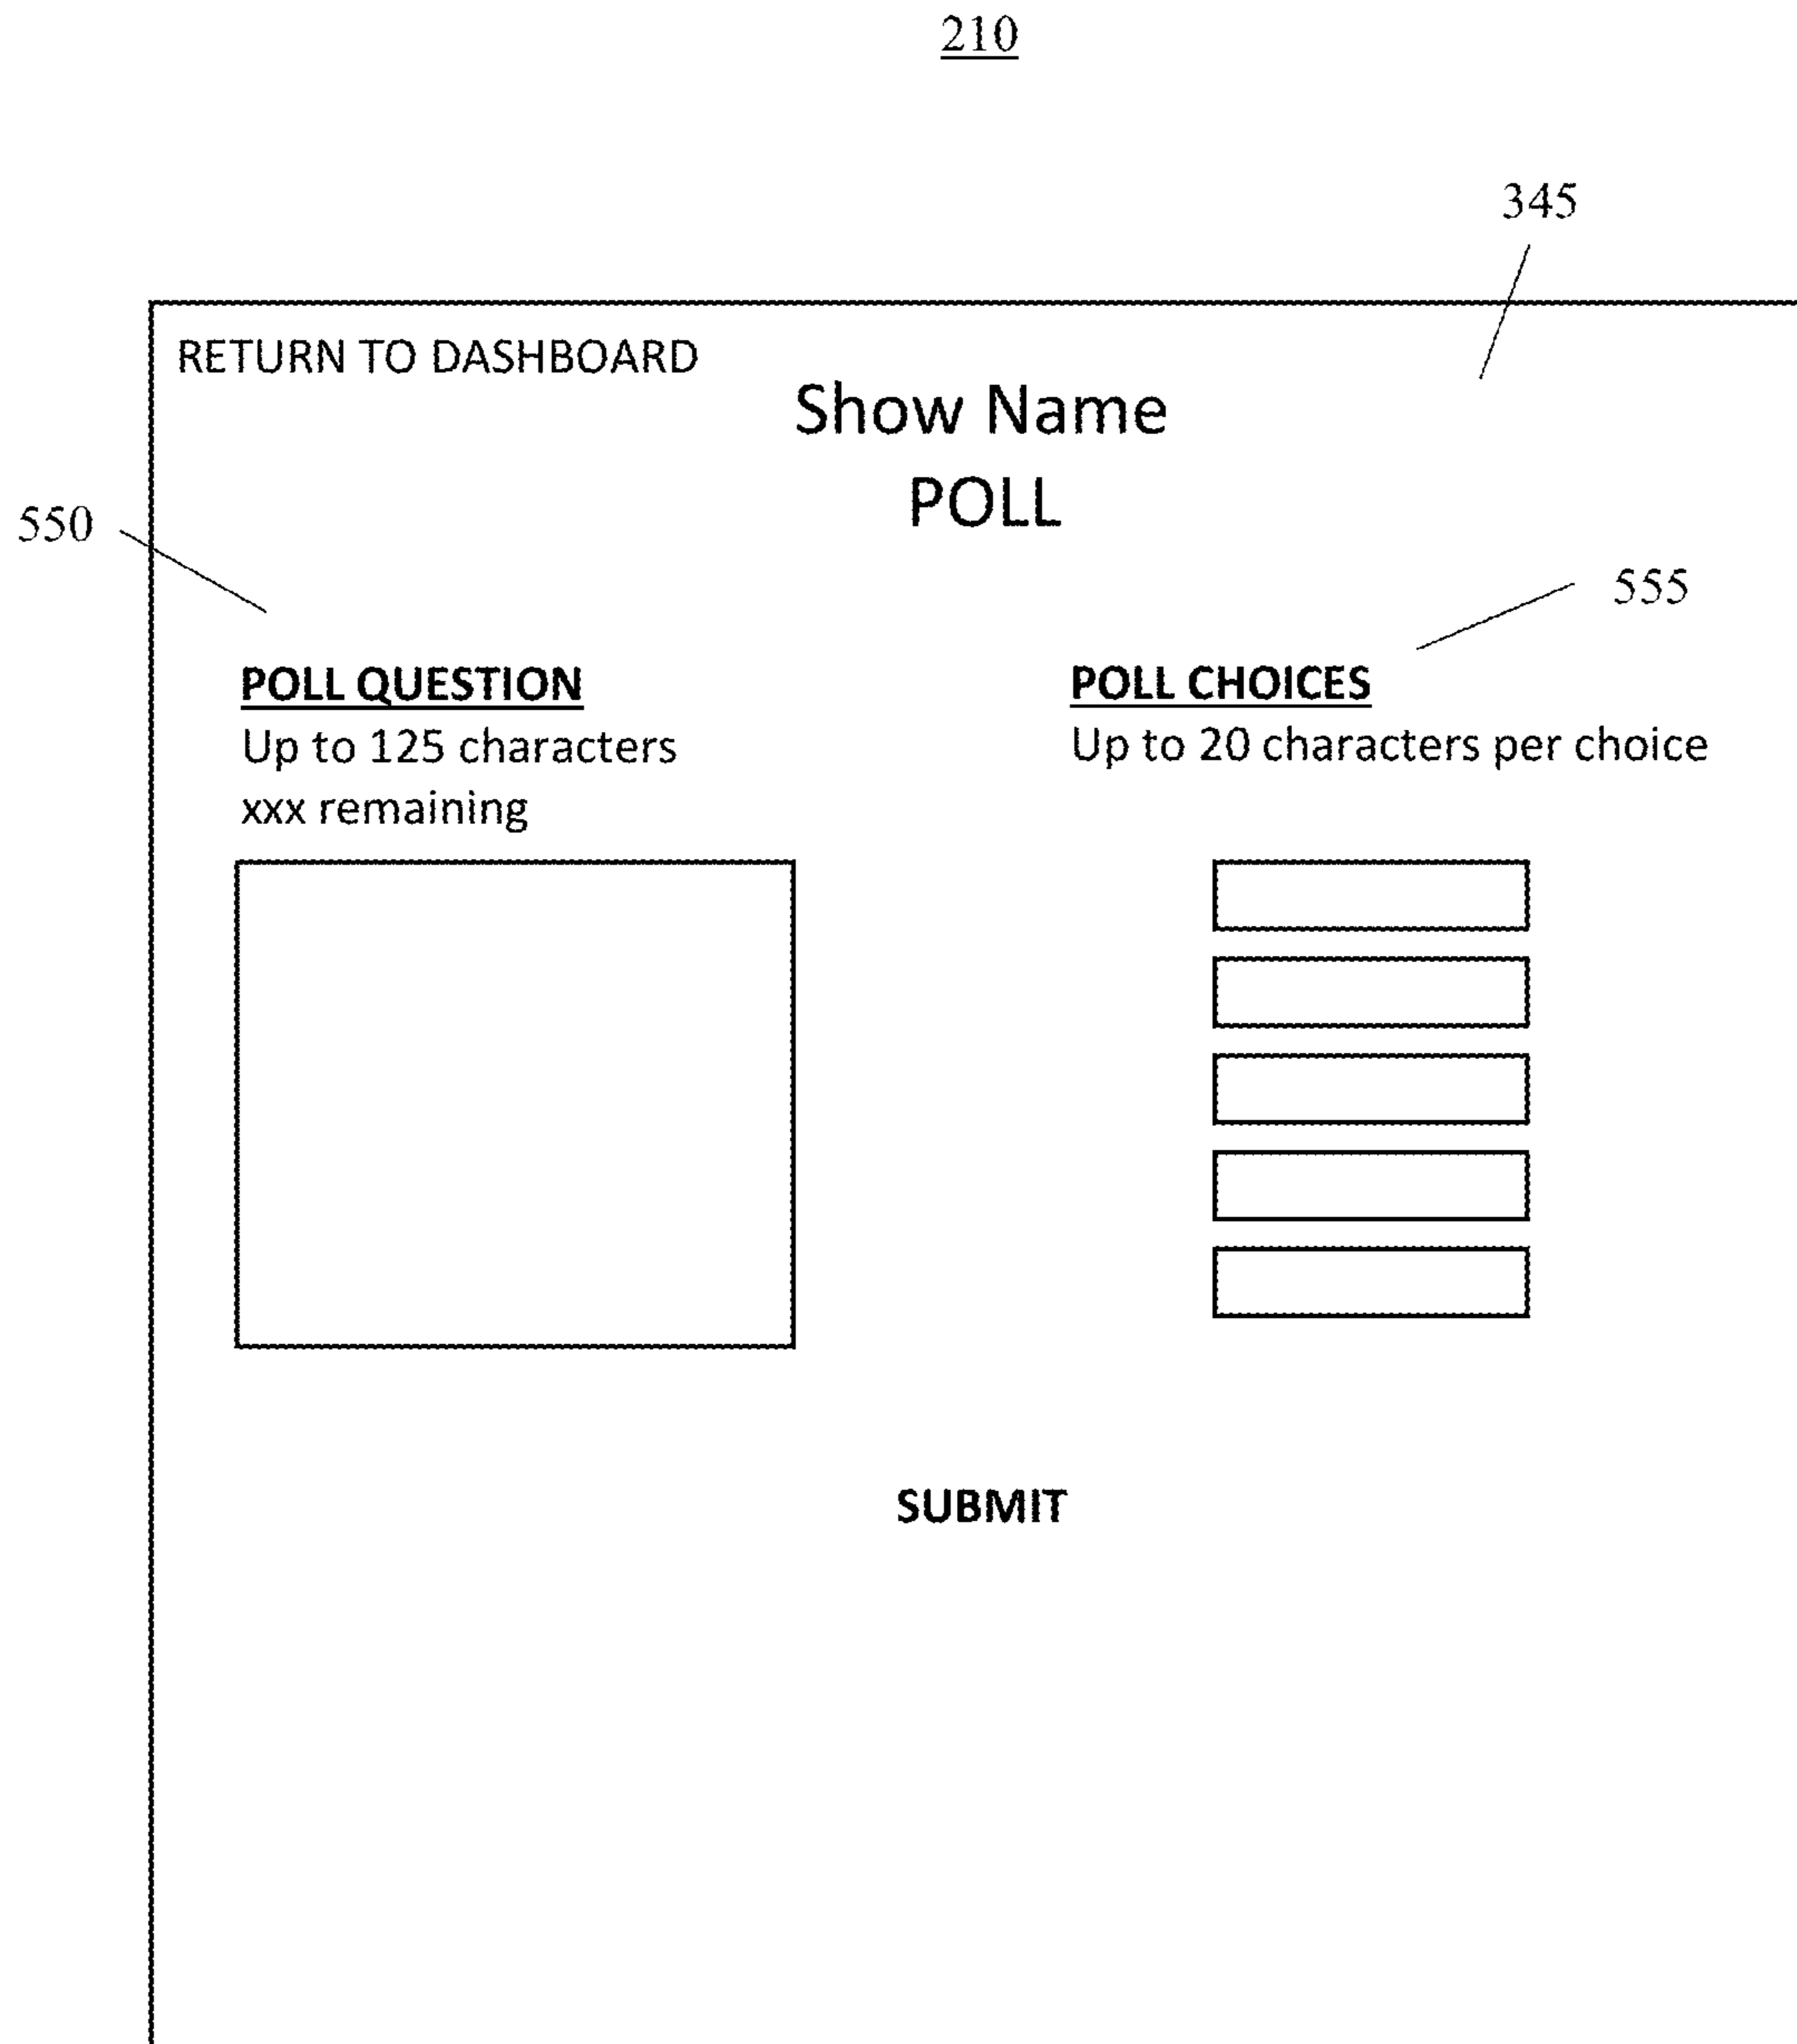 210
345
RETURN TO DASHBOARD
Show Name
POLL
550
555
POLL QUESTION
Up to 125 characters
xxx remaining
POLL CHOICES
Up to 20 characters per choice
SUBMIT